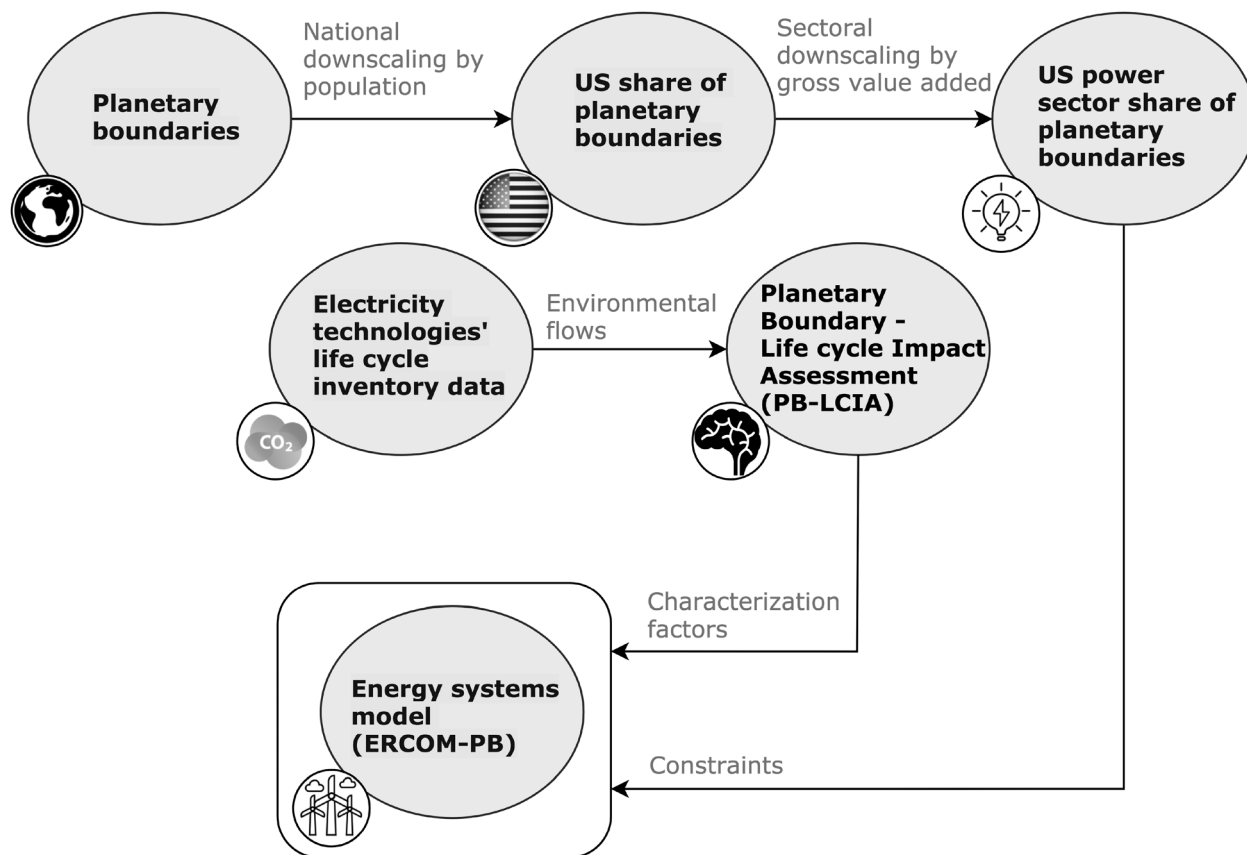 National
downscaling by
population
Sectoral
downscaling by
gross value added
Planetary
boundaries
US share of
planetary
boundaries
US power
sector share of
planetary
boundaries
Electricity
technologies'
life cycle
inventory data
Environmental
flows
Planetary
Boundary -
Life cycle Impact
Assessment
(PB-LCIA)
CO₂
Characterization
factors
Energy systems
model
(ERCOM-PB)
Constraints